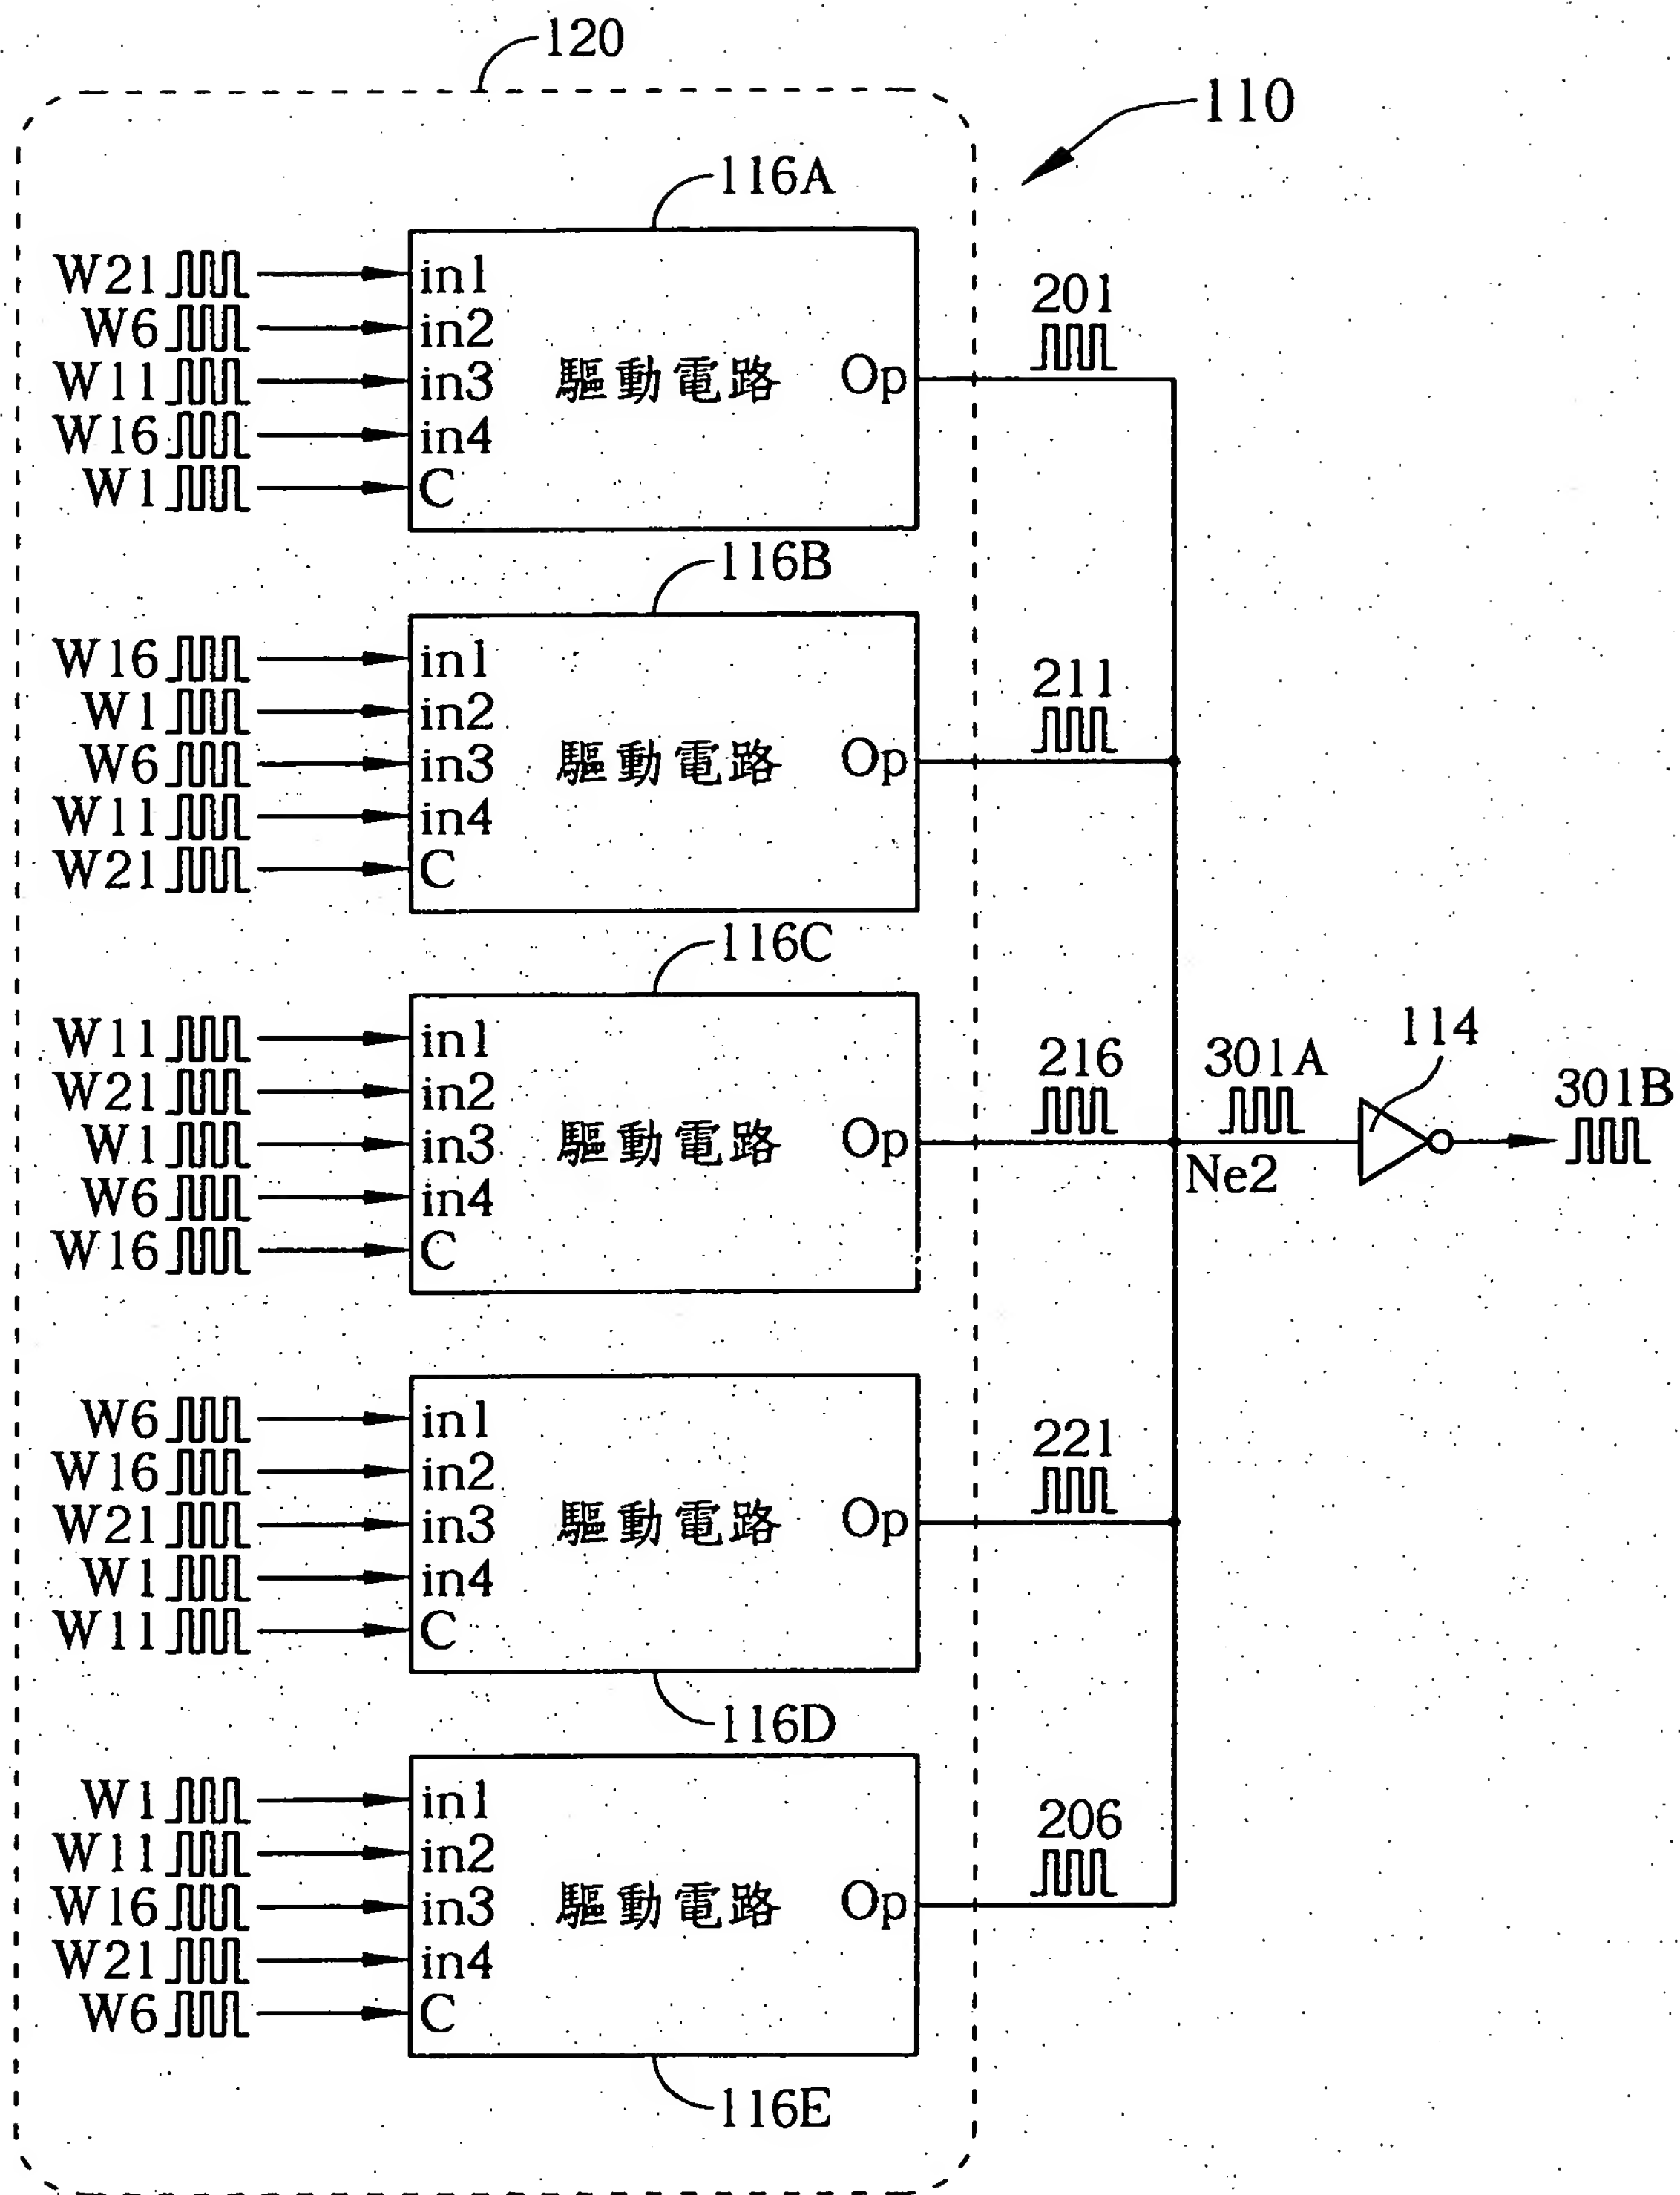 120
110
116A
W21 in1
W6 in2
W11 in3
W16 in4
W1 C
驅動電路 Op
201
116B
W16 in1
W1 in2
W6 in3
W11 in4
W21 C
驅動電路 Op
211
116C
W11 in1
W21 in2
W1 in3
W6 in4
W16 C
驅動電路 Op
216
301A
114
301B
Ne2
W6 in1
W16 in2
W21 in3
W1 in4
W11 C
驅動電路 Op
221
116D
W1 in1
W11 in2
W16 in3
W21 in4
W6 C
驅動電路 Op
206
116E